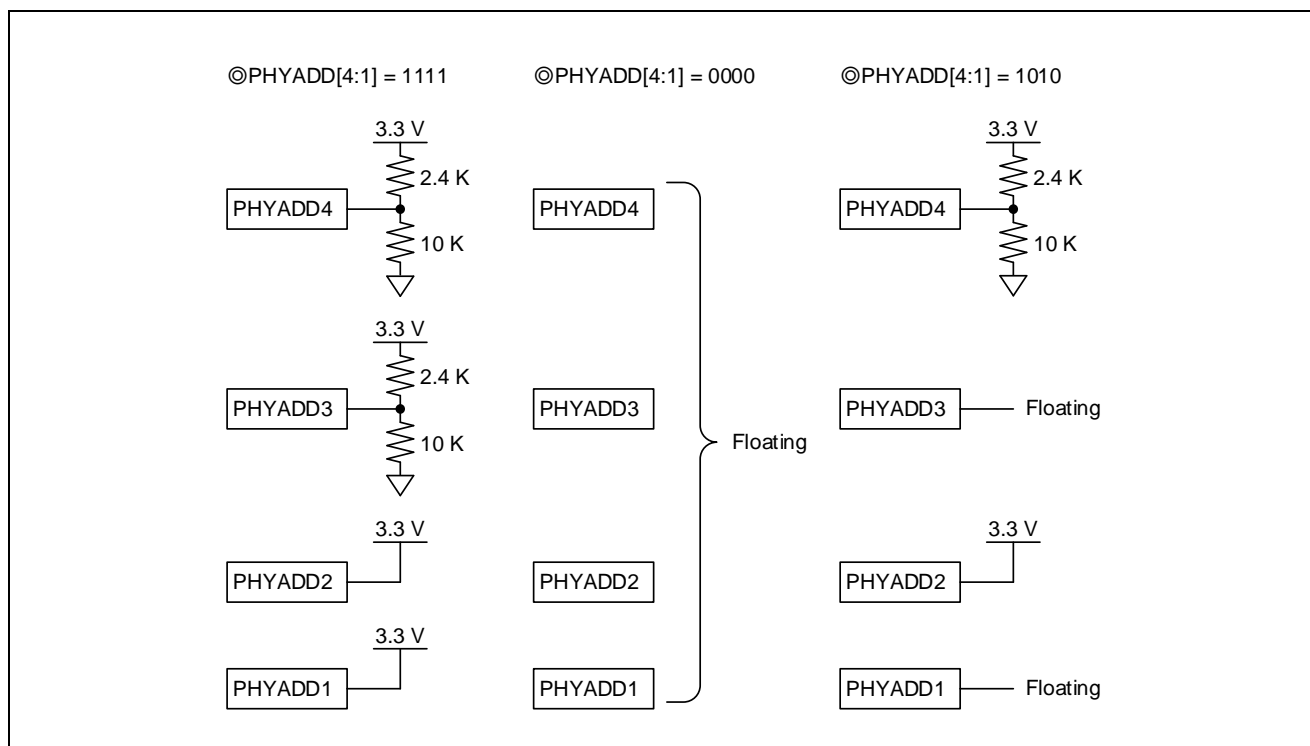 ◎PHYADD[4:1] = 1111
3.3 V
2.4 K
PHYADD4
10 K
3.3 V
2.4 K
PHYADD3
10 K
3.3 V
PHYADD2
3.3 V
PHYADD1
◎PHYADD[4:1] = 0000
PHYADD4
PHYADD3
Floating
PHYADD2
PHYADD1
◎PHYADD[4:1] = 1010
3.3 V
2.4 K
PHYADD4
10 K
PHYADD3
Floating
3.3 V
PHYADD2
PHYADD1
Floating